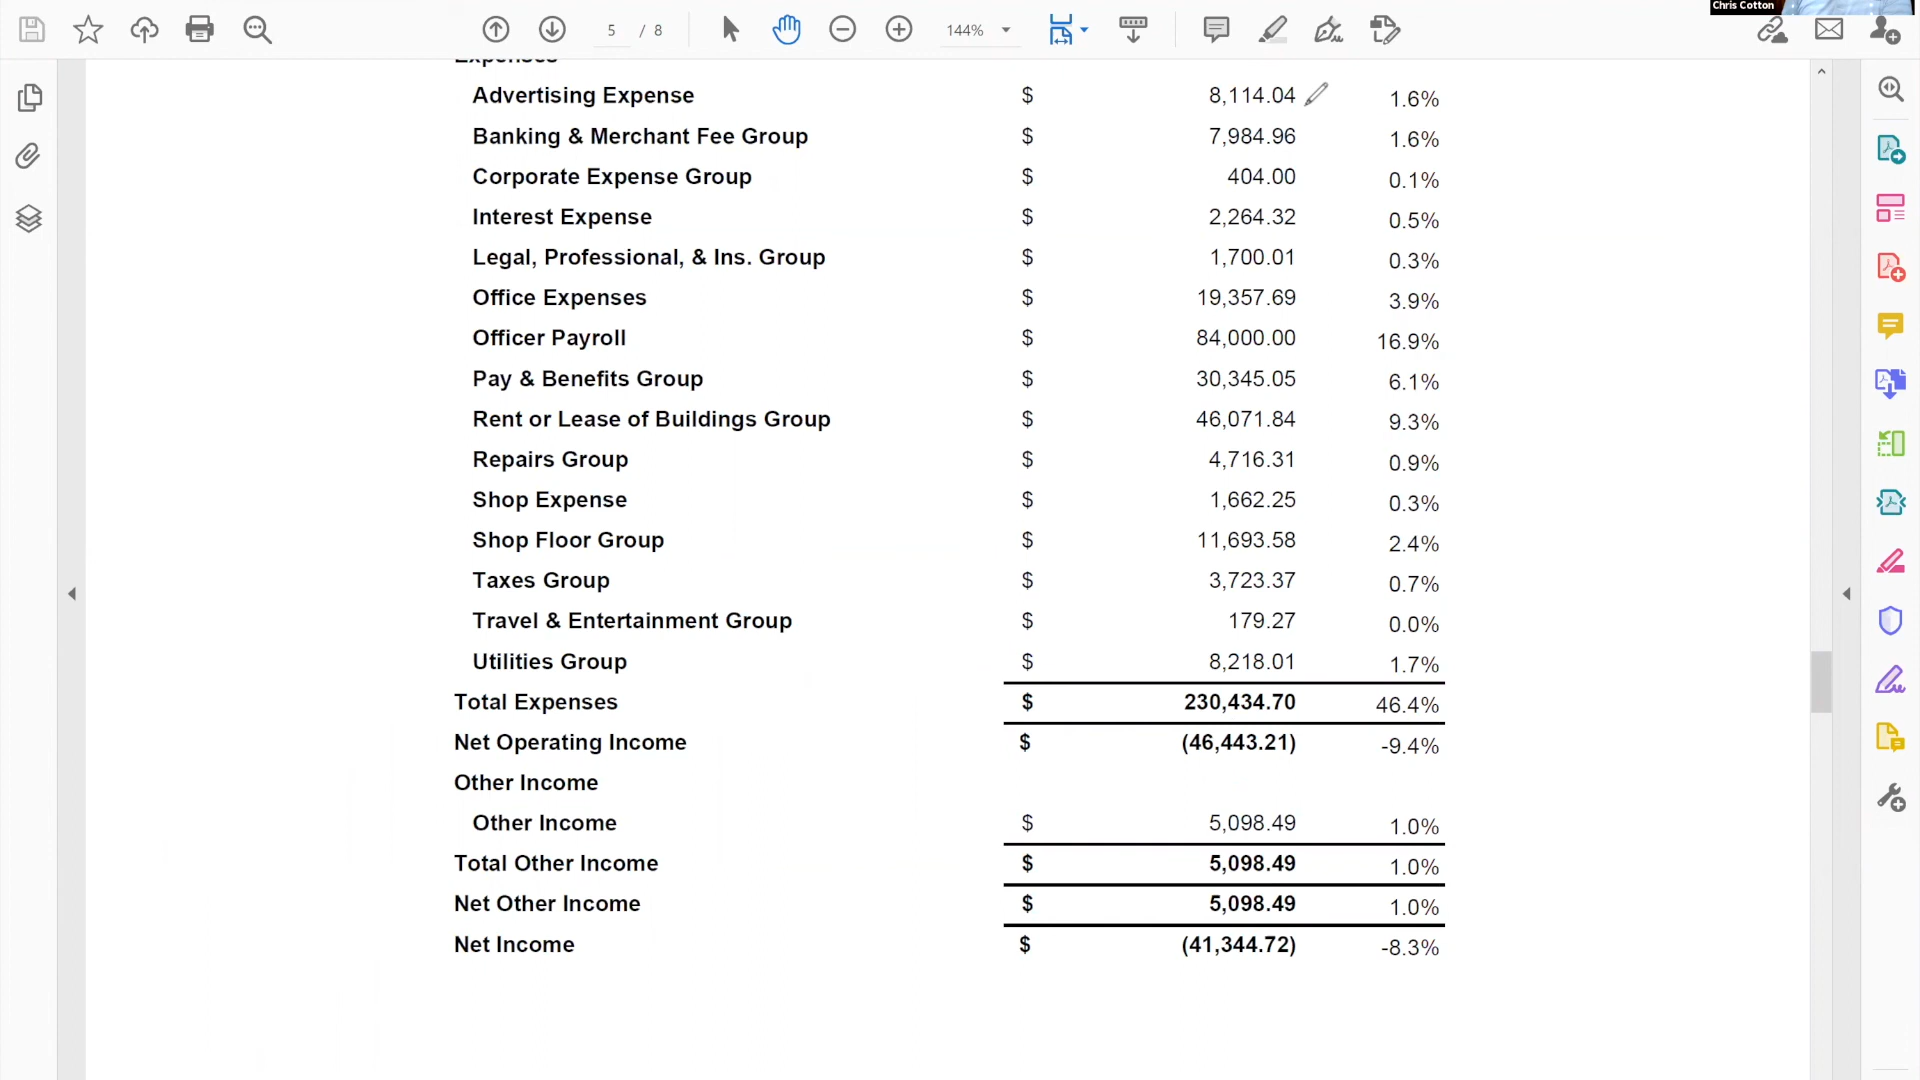 Chris Cotton
5 / 8
144%
Expenses
Advertising Expense $ 8,114.04 1.6%
Banking & Merchant Fee Group $ 7,984.96 1.6%
Corporate Expense Group $ 404.00 0.1%
Interest Expense $ 2,264.32 0.5%
Legal, Professional, & Ins. Group $ 1,700.01 0.3%
Office Expenses $ 19,357.69 3.9%
Officer Payroll $ 84,000.00 16.9%
Pay & Benefits Group $ 30,345.05 6.1%
Rent or Lease of Buildings Group $ 46,071.84 9.3%
Repairs Group $ 4,716.31 0.9%
Shop Expense $ 1,662.25 0.3%
Shop Floor Group $ 11,693.58 2.4%
Taxes Group $ 3,723.37 0.7%
Travel & Entertainment Group $ 179.27 0.0%
Utilities Group $ 8,218.01 1.7%
Total Expenses $ 230,434.70 46.4%
Net Operating Income $ (46,443.21) -9.4%
Other Income
Other Income $ 5,098.49 1.0%
Total Other Income $ 5,098.49 1.0%
Net Other Income $ 5,098.49 1.0%
Net Income $ (41,344.72) -8.3%